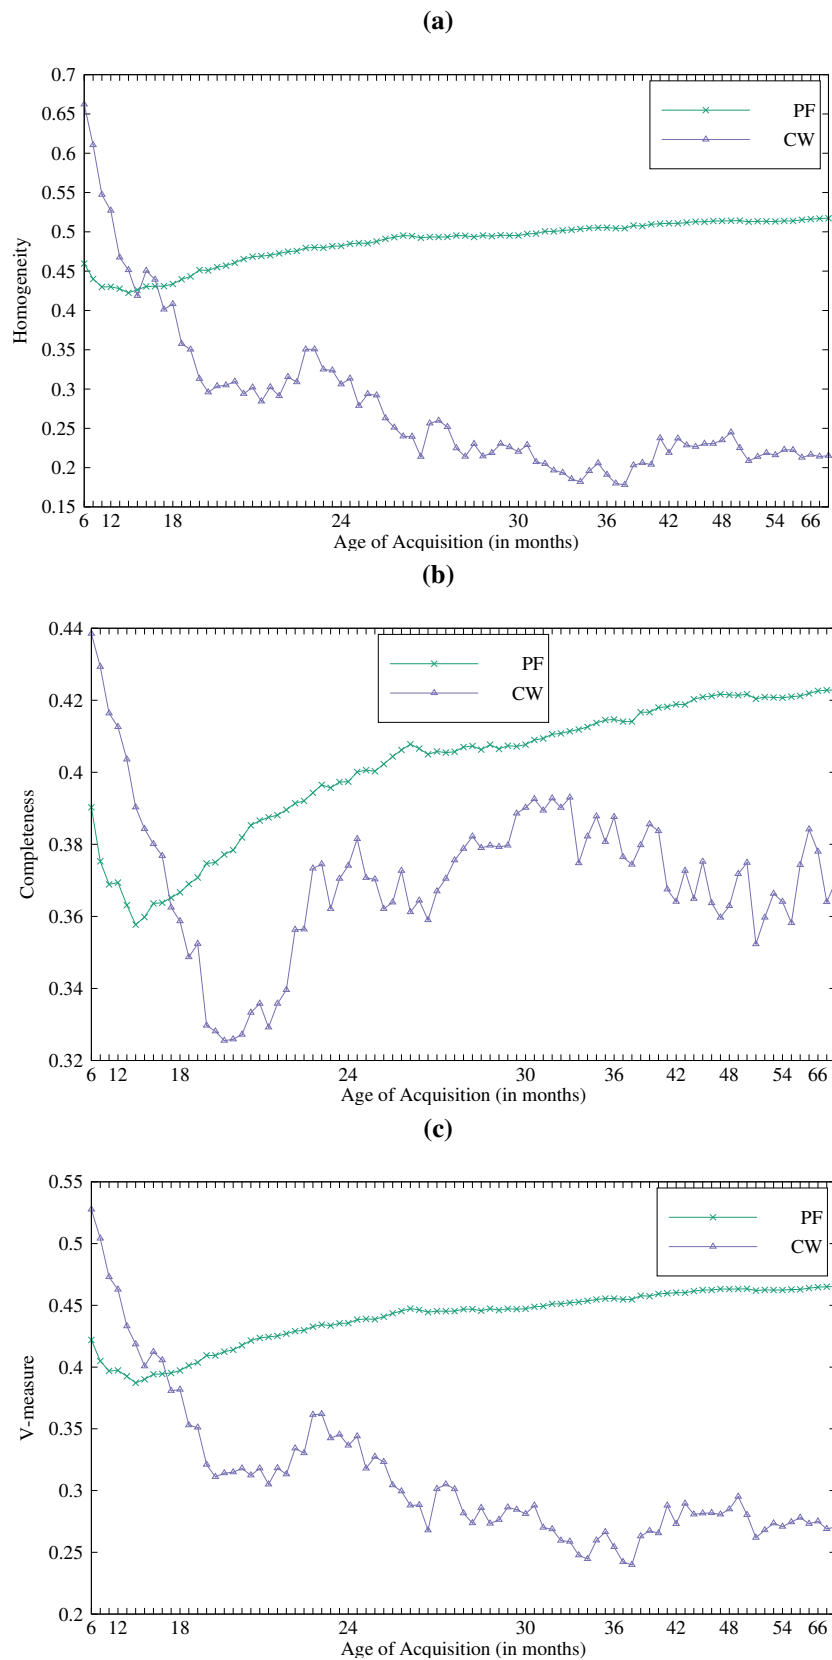 (a)
0.7
0.65
0.6
0.55
0.5
0.45
0.4
0.35
0.3
0.25
0.2
0.15
Homogeneity
PF
CW
6 12 18 24 30 36 42 48 54 66
Age of Acquisition (in months)
(b)
0.44
0.42
0.4
0.38
0.36
0.34
0.32
Completeness
PF
CW
6 12 18 24 30 36 42 48 54 66
Age of Acquisition (in months)
(c)
0.55
0.5
0.45
0.4
0.35
0.3
0.25
0.2
V-measure
PF
CW
6 12 18 24 30 36 42 48 54 66
Age of Acquisition (in months)